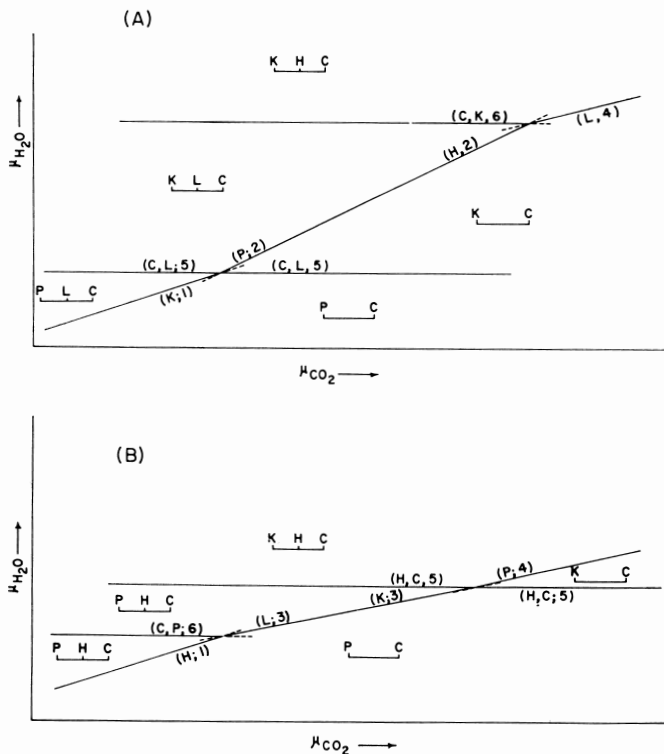 (A)
K H C
(C,K,6)
(L,4)
μH₂O
(H,2)
K L C
K C
(P;2)
(C,L;5)
(C,L,5)
P L C
(K;1)
P C
μCO₂
(B)
K H C
(H,C,5)
(P;4)
K C
μH₂O
P H C
(K;3)
(H,C;5)
(C,P;6)
(L;3)
P H C
(H;1)
P C
μCO₂